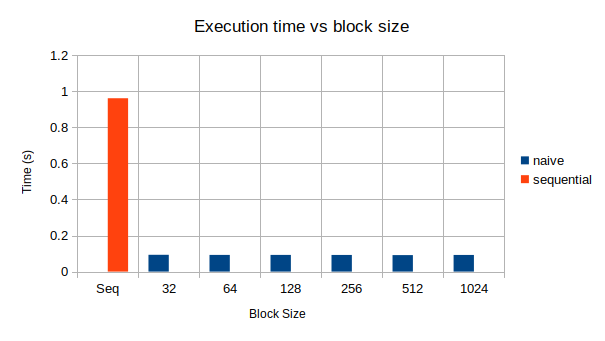 Execution time vs block size
1.2
1
0.8
0.6
0.4
0.2
0
Time (s)
Seq 32 64 128 256 512 1024
Block Size
naive
sequential